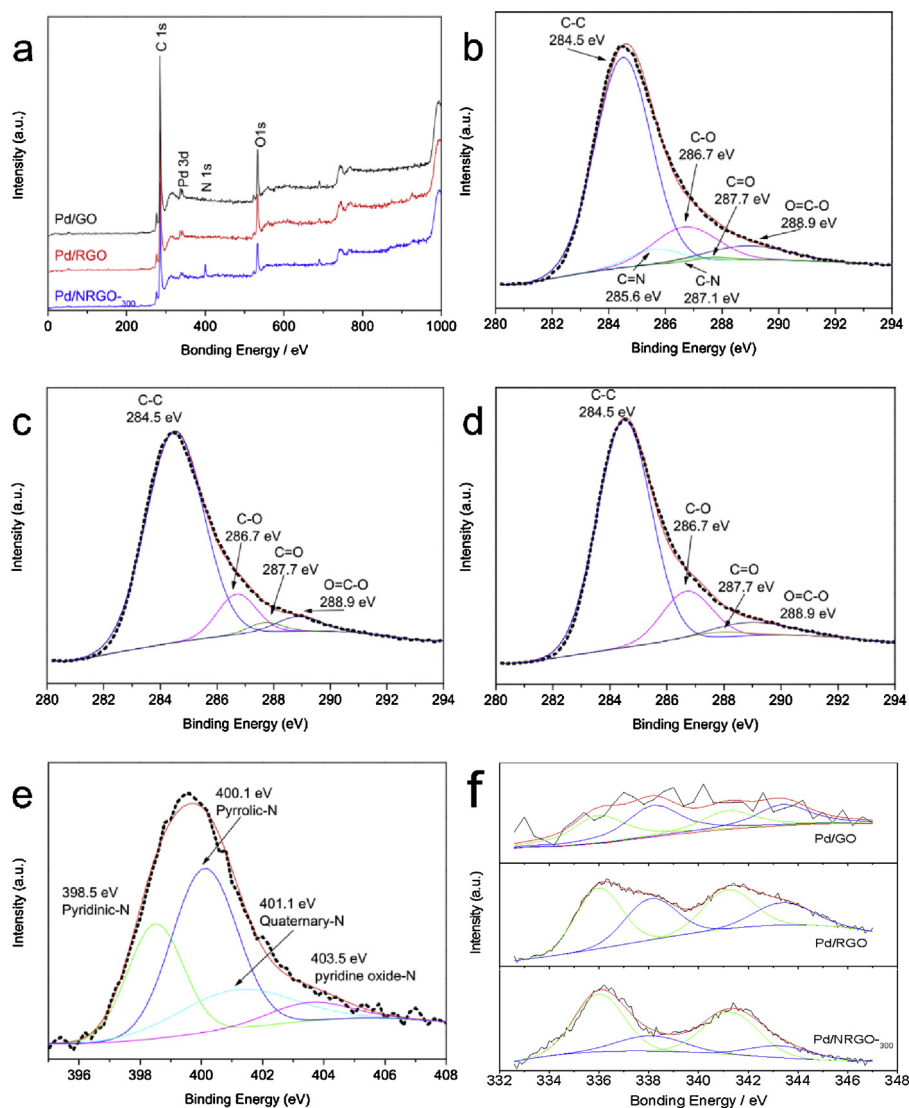 a
C 1s
Pd 3d
N 1s
O1s
Pd/GO
Pd/RGO
Pd/NRGO-300
Intensity (a.u.)
0 200 400 600 800 1000
Bonding Energy / eV
b
C-C
284.5 eV
C-O
286.7 eV
C=O
287.7 eV
O=C-O
288.9 eV
C=N
285.6 eV
C-N
287.1 eV
Intensity (a.u.)
280 282 284 286 288 290 292 294
Binding Energy (eV)
c
C-C
284.5 eV
C-O
286.7 eV
C=O
287.7 eV
O=C-O
288.9 eV
Intensity (a.u.)
280 282 284 286 288 290 292 294
Binding Energy (eV)
d
C-C
284.5 eV
C-O
286.7 eV
C=O
287.7 eV
O=C-O
288.9 eV
Intensity (a.u.)
280 282 284 286 288 290 292 294
Binding Energy (eV)
e
400.1 eV
Pyrrolic-N
398.5 eV
Pyridinic-N
401.1 eV
Quaternary-N
403.5 eV
pyridine oxide-N
Intensity (a.u.)
396 398 400 402 404 406 408
Binding Energy (eV)
f
Pd/GO
Pd/RGO
Pd/NRGO-300
Intensity (a.u.)
332 334 336 338 340 342 344 346 348
Bonding Energy / eV